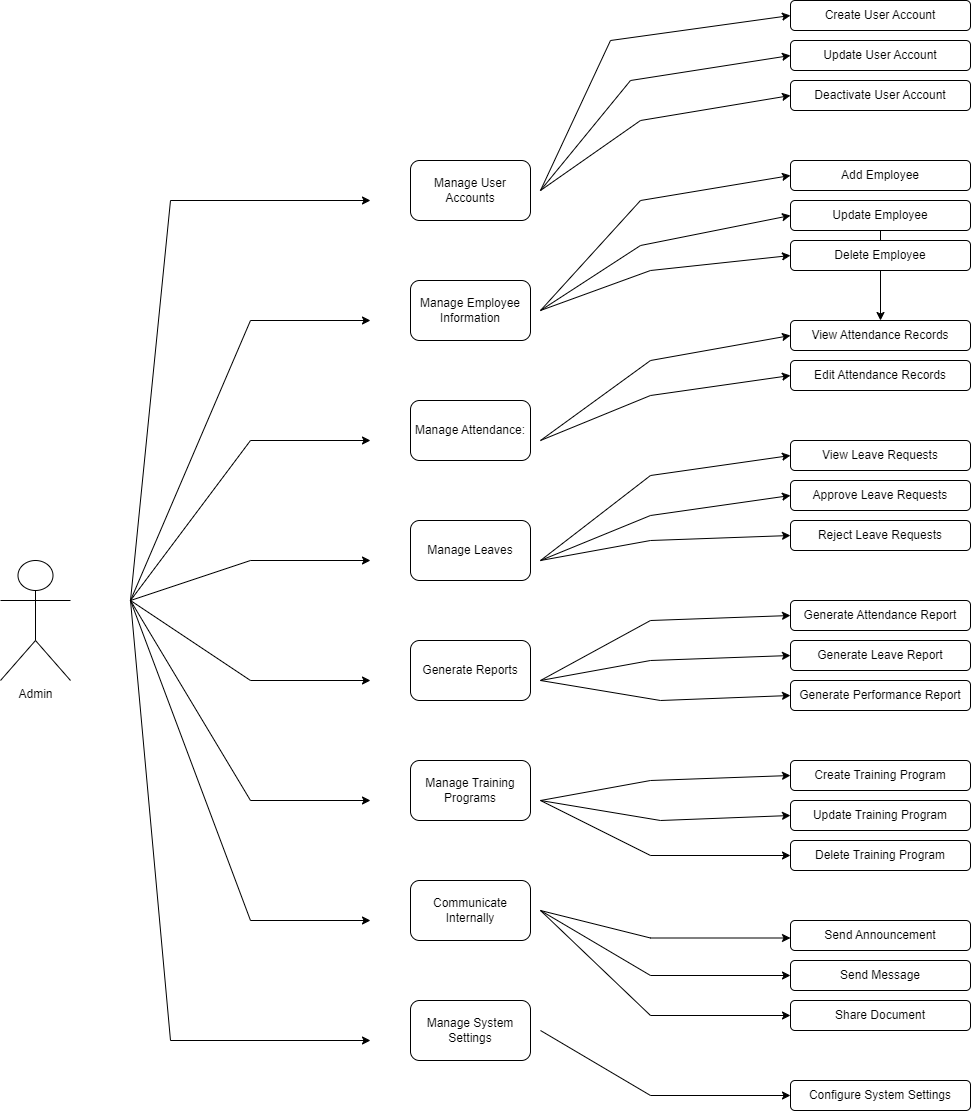 Create User Account
Update User Account
Deactivate User Account
Manage User
Accounts
Add Employee
Update Employee
Delete Employee
Manage Employee
Information
View Attendance Records
Edit Attendance Records
Manage Attendance:
View Leave Requests
Approve Leave Requests
Reject Leave Requests
Manage Leaves
Generate Attendance Report
Generate Leave Report
Generate Performance Report
Generate Reports
Admin
Create Training Program
Update Training Program
Delete Training Program
Manage Training
Programs
Communicate
Internally
Send Announcement
Send Message
Share Document
Manage System
Settings
Configure System Settings